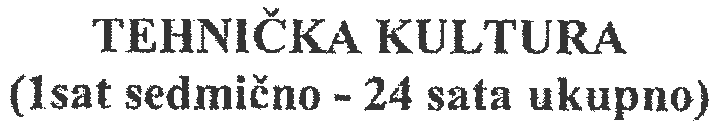 TEHNIČKA KULTURA
(1sat sedmično - 24 sata ukupno)